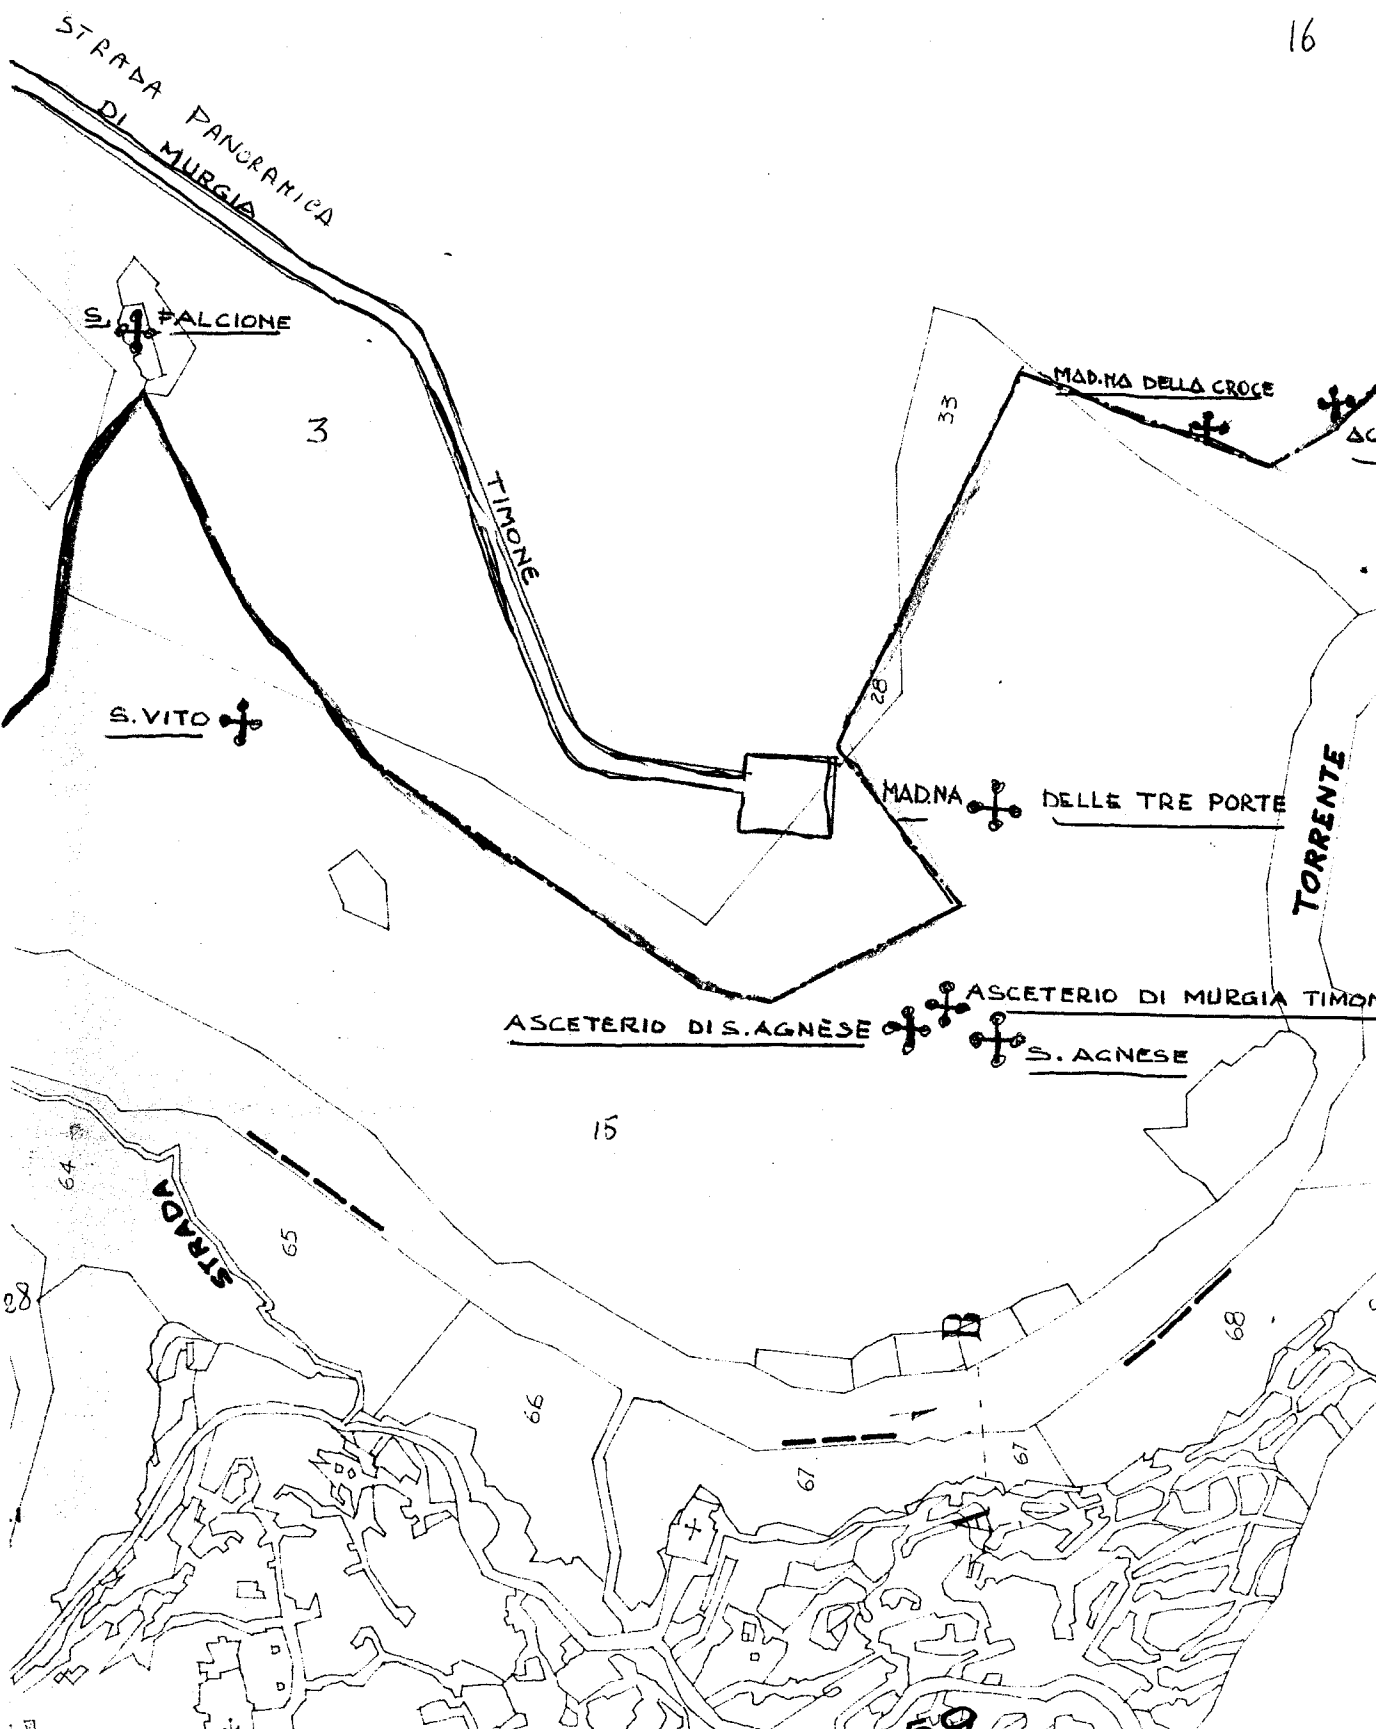 16
STRADA PANORAMICA
DI MURGIA
TIMONE
S. FALCIONE
3
33
MAD.NA DELLA CROCE
28
S. VITO
MAD.NA DELLE TRE PORTE
TORRENTE
ASCETERIO DI MURGIA TIMON
ASCETERIO DI S. AGNESE
S. AGNESE
15
64
STRADA
65
28
B
68
66
67
67
A